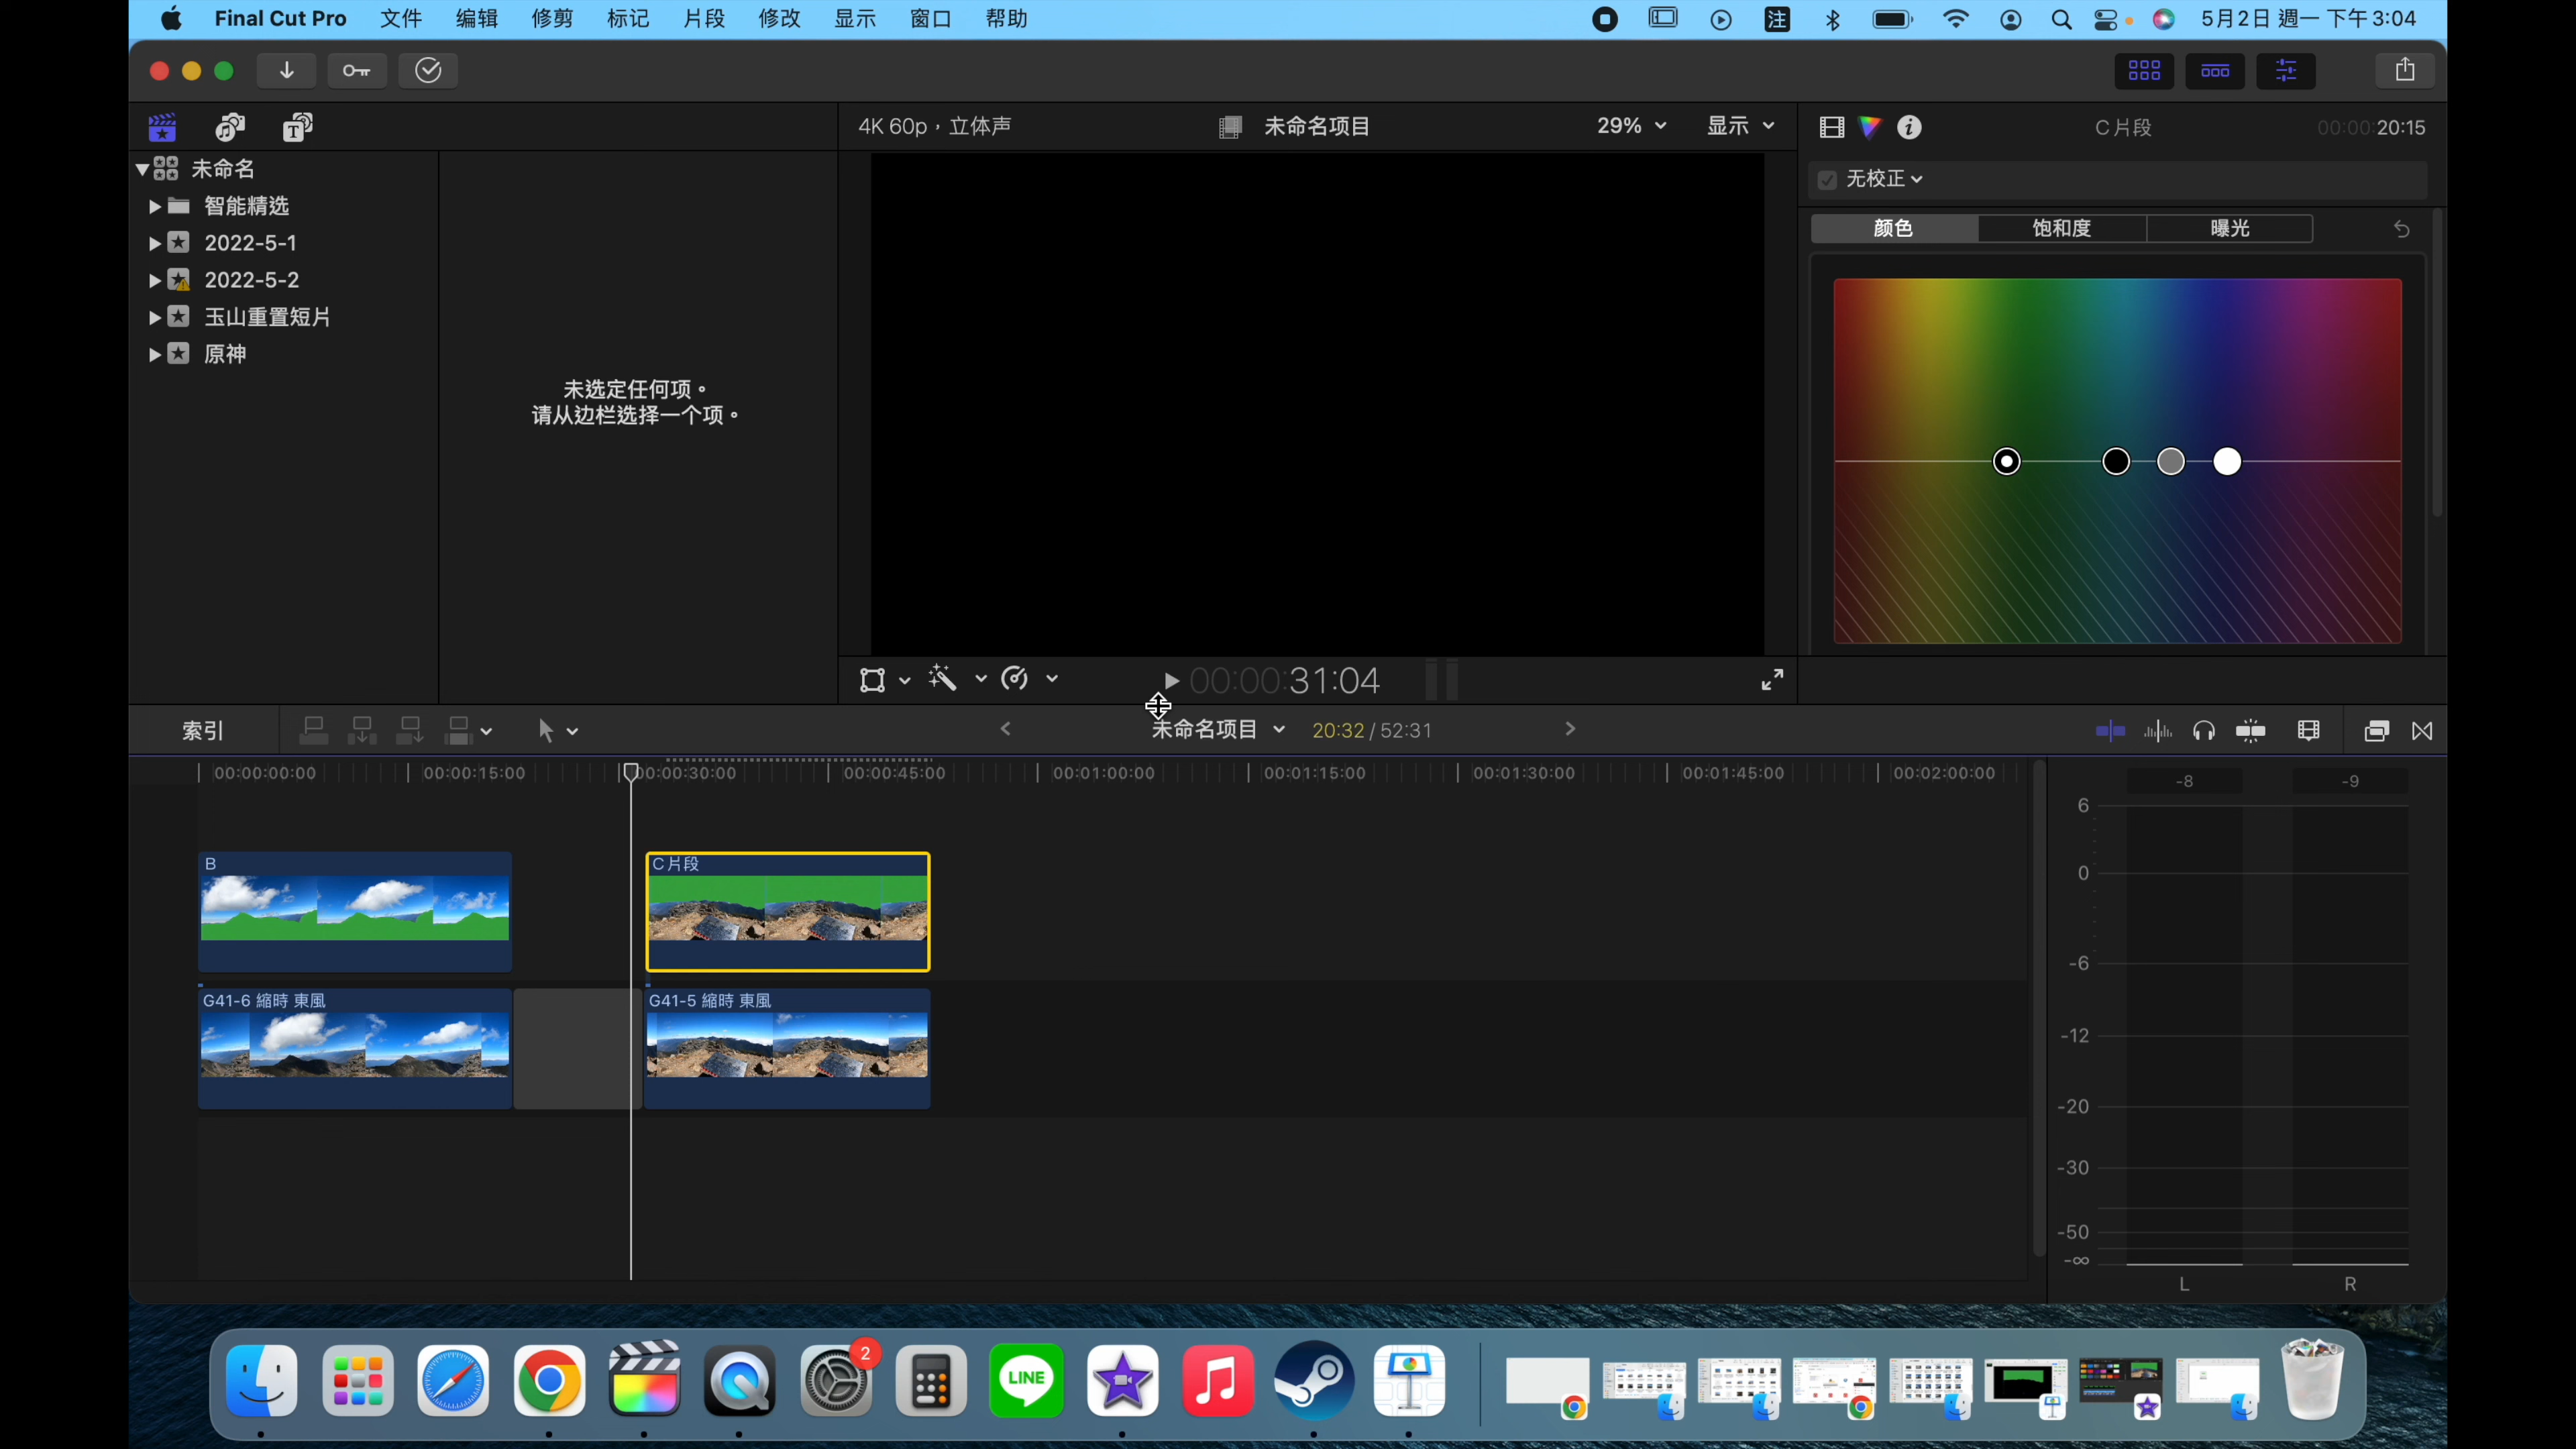 Final Cut Pro 文件 编辑 修剪 标记 片段 修改 显示 窗口 帮助 注 5月2日 週一 下午3:04
4K 60p，立体声 未命名项目 29% 显示 C 片段 00:00:20:15
未命名
无校正
智能精选
颜色 饱和度 曝光
2022-5-1
2022-5-2
玉山重置短片
原神
未选定任何项。
请从边栏选择一个项。
00:00:31:04
索引 未命名项目 20:32 / 52:31
00:00:00:00 00:00:15:00 00:00:30:00 00:00:45:00 00:01:00:00 00:01:15:00 00:01:30:00 00:01:45:00 00:02:00:00
-8 -9
6
0
-6
-12
-20
-30
-50
-∞
L R
B
C 片段
G41-6 縮時 東風
G41-5 縮時 東風
2
LINE